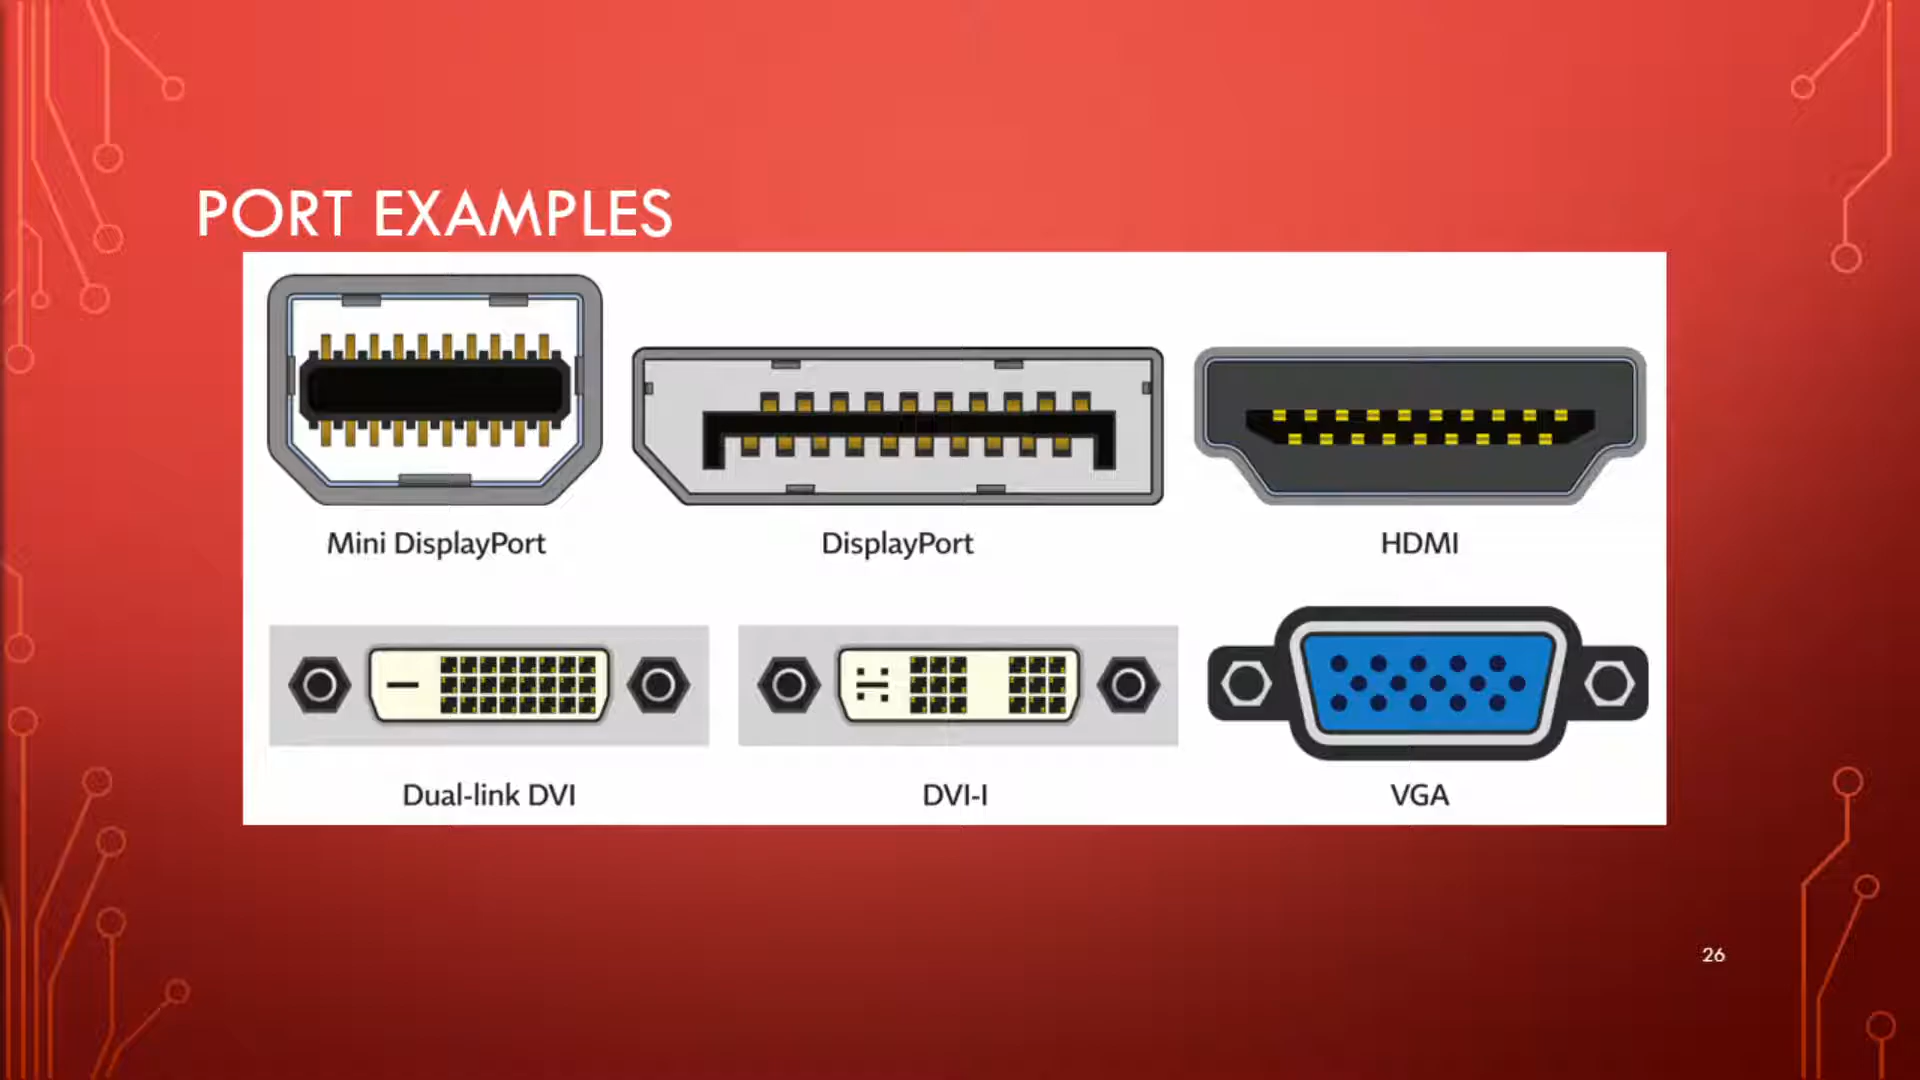 PORT EXAMPLES
Mini DisplayPort
DisplayPort
HDMI
Dual-link DVI
DVI-I
VGA
26